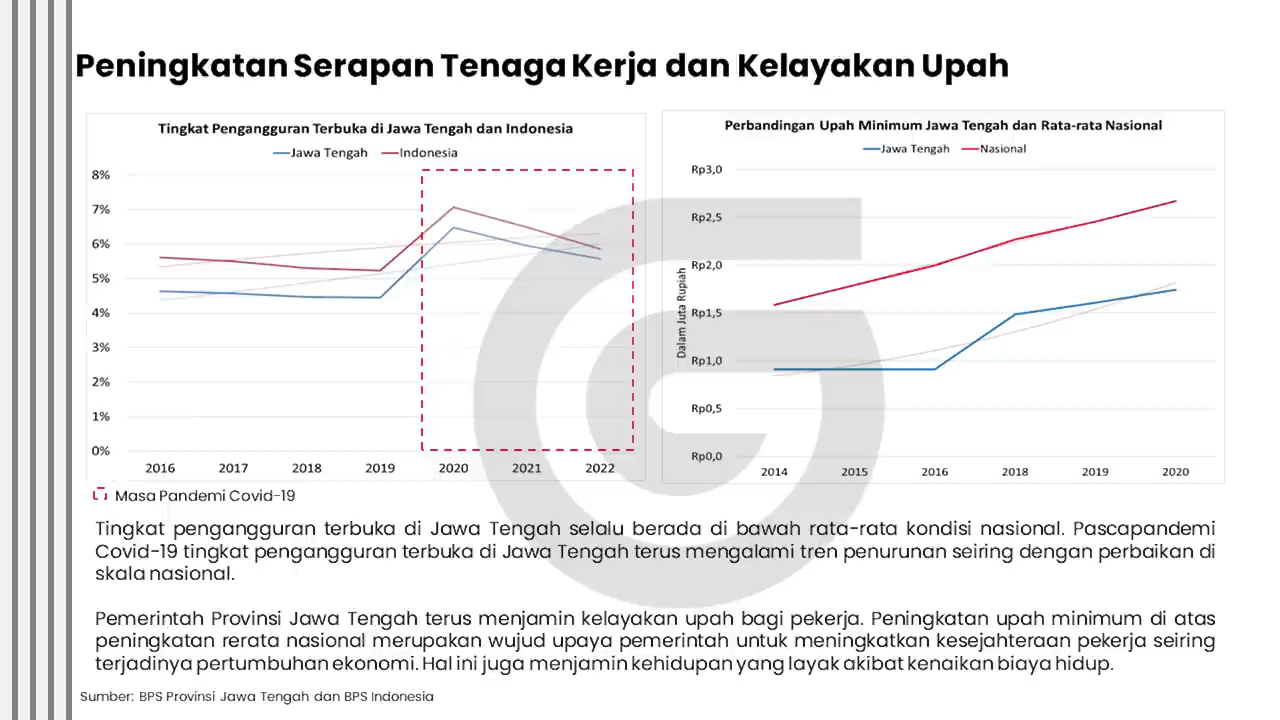 Peningkatan Serapan Tenaga Kerja dan Kelayakan Upah
Tingkat Pengangguran Terbuka di Jawa Tengah dan Indonesia
Jawa Tengah Indonesia
8%
7%
6%
5%
4%
3%
2%
1%
0%
2016 2017 2018 2019 2020 2021 2022
Masa Pandemi Covid-19
Perbandingan Upah Minimum Jawa Tengah dan Rata-rata Nasional
Jawa Tengah Nasional
Dalam Juta Rupiah
Rp3,0
Rp2,5
Rp2,0
Rp1,5
Rp1,0
Rp0,5
Rp0,0
2014 2015 2016 2018 2019 2020
Tingkat pengangguran terbuka di Jawa Tengah selalu berada di bawah rata-rata kondisi nasional. Pascapandemi
Covid-19 tingkat pengangguran terbuka di Jawa Tengah terus mengalami tren penurunan seiring dengan perbaikan di
skala nasional.
Pemerintah Provinsi Jawa Tengah terus menjamin kelayakan upah bagi pekerja. Peningkatan upah minimum di atas
peningkatan rerata nasional merupakan wujud upaya pemerintah untuk meningkatkan kesejahteraan pekerja seiring
terjadinya pertumbuhan ekonomi. Hal ini juga menjamin kehidupan yang layak akibat kenaikan biaya hidup.
Sumber: BPS Provinsi Jawa Tengah dan BPS Indonesia